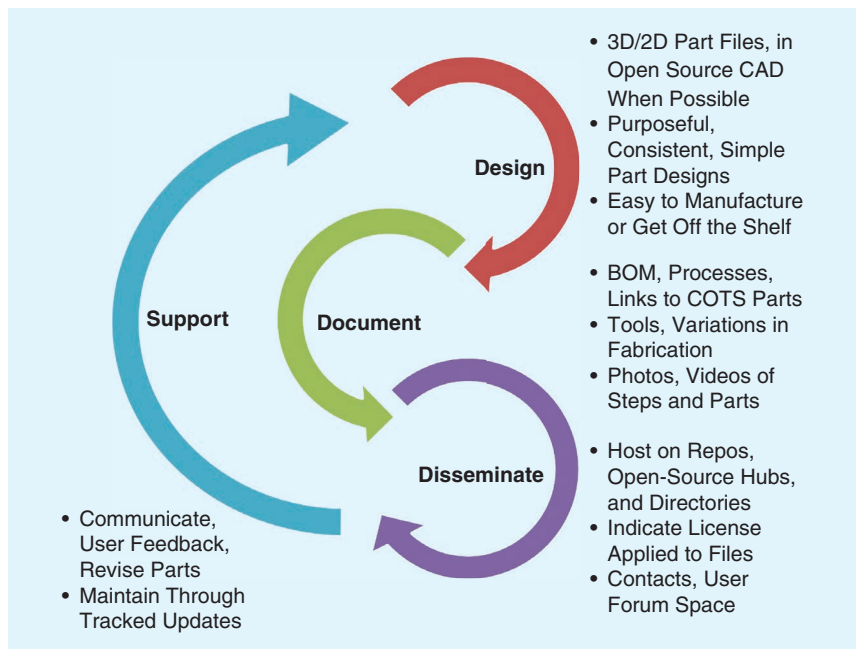 • 3D/2D Part Files, in
Open Source CAD
When Possible
• Purposeful,
Consistent, Simple
Part Designs
• Easy to Manufacture
or Get Off the Shelf
Design
• BOM, Processes,
Links to COTS Parts
• Tools, Variations in
Fabrication
• Photos, Videos of
Steps and Parts
Support
Document
Disseminate
• Host on Repos,
Open-Source Hubs,
and Directories
• Indicate License
Applied to Files
• Contacts, User
Forum Space
• Communicate,
User Feedback,
Revise Parts
• Maintain Through
Tracked Updates